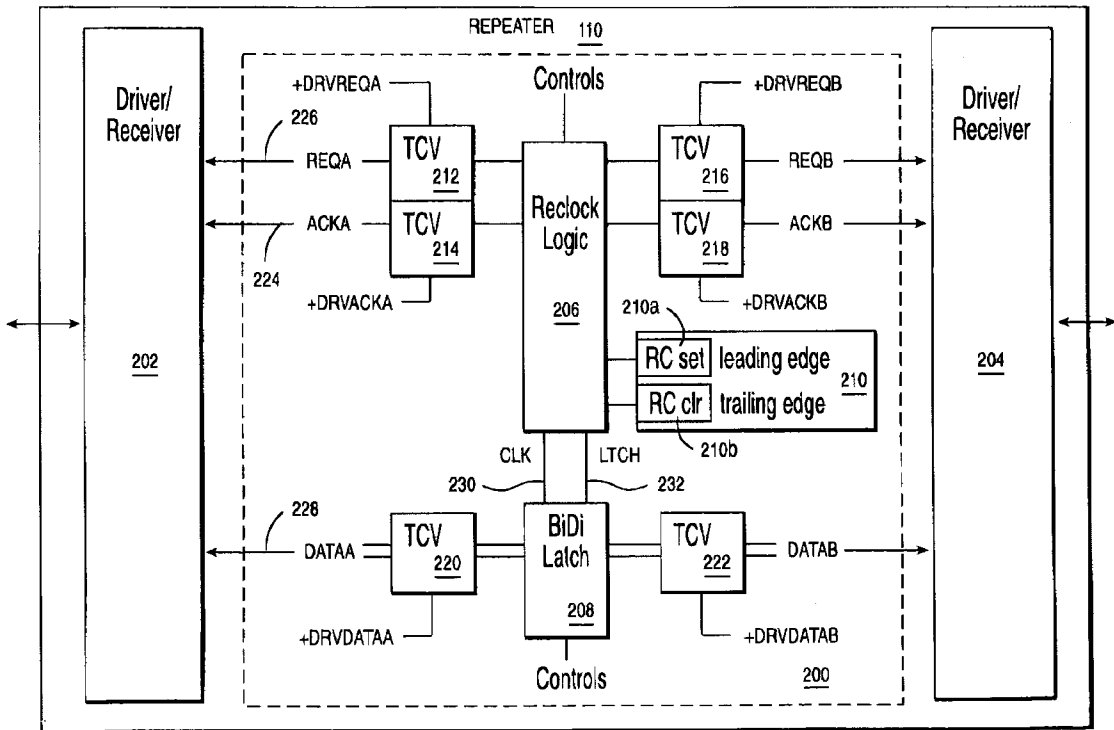 REPEATER 110
Driver/
Receiver
202
+DRVREQA
226
REQA
TCV
212
ACKA
TCV
214
224
+DRVACKA
Controls
Reclock
Logic
206
+DRVREQB
TCV
216
REQB
TCV
218
ACKB
+DRVACKB
210a
RC set leading edge
210
RC clr trailing edge
210b
CLK LTCH
230 232
228
DATAA
TCV
220
+DRVDATAA
BiDi
Latch
208
Controls
TCV
222
DATAB
+DRVDATAB
200
Driver/
Receiver
204